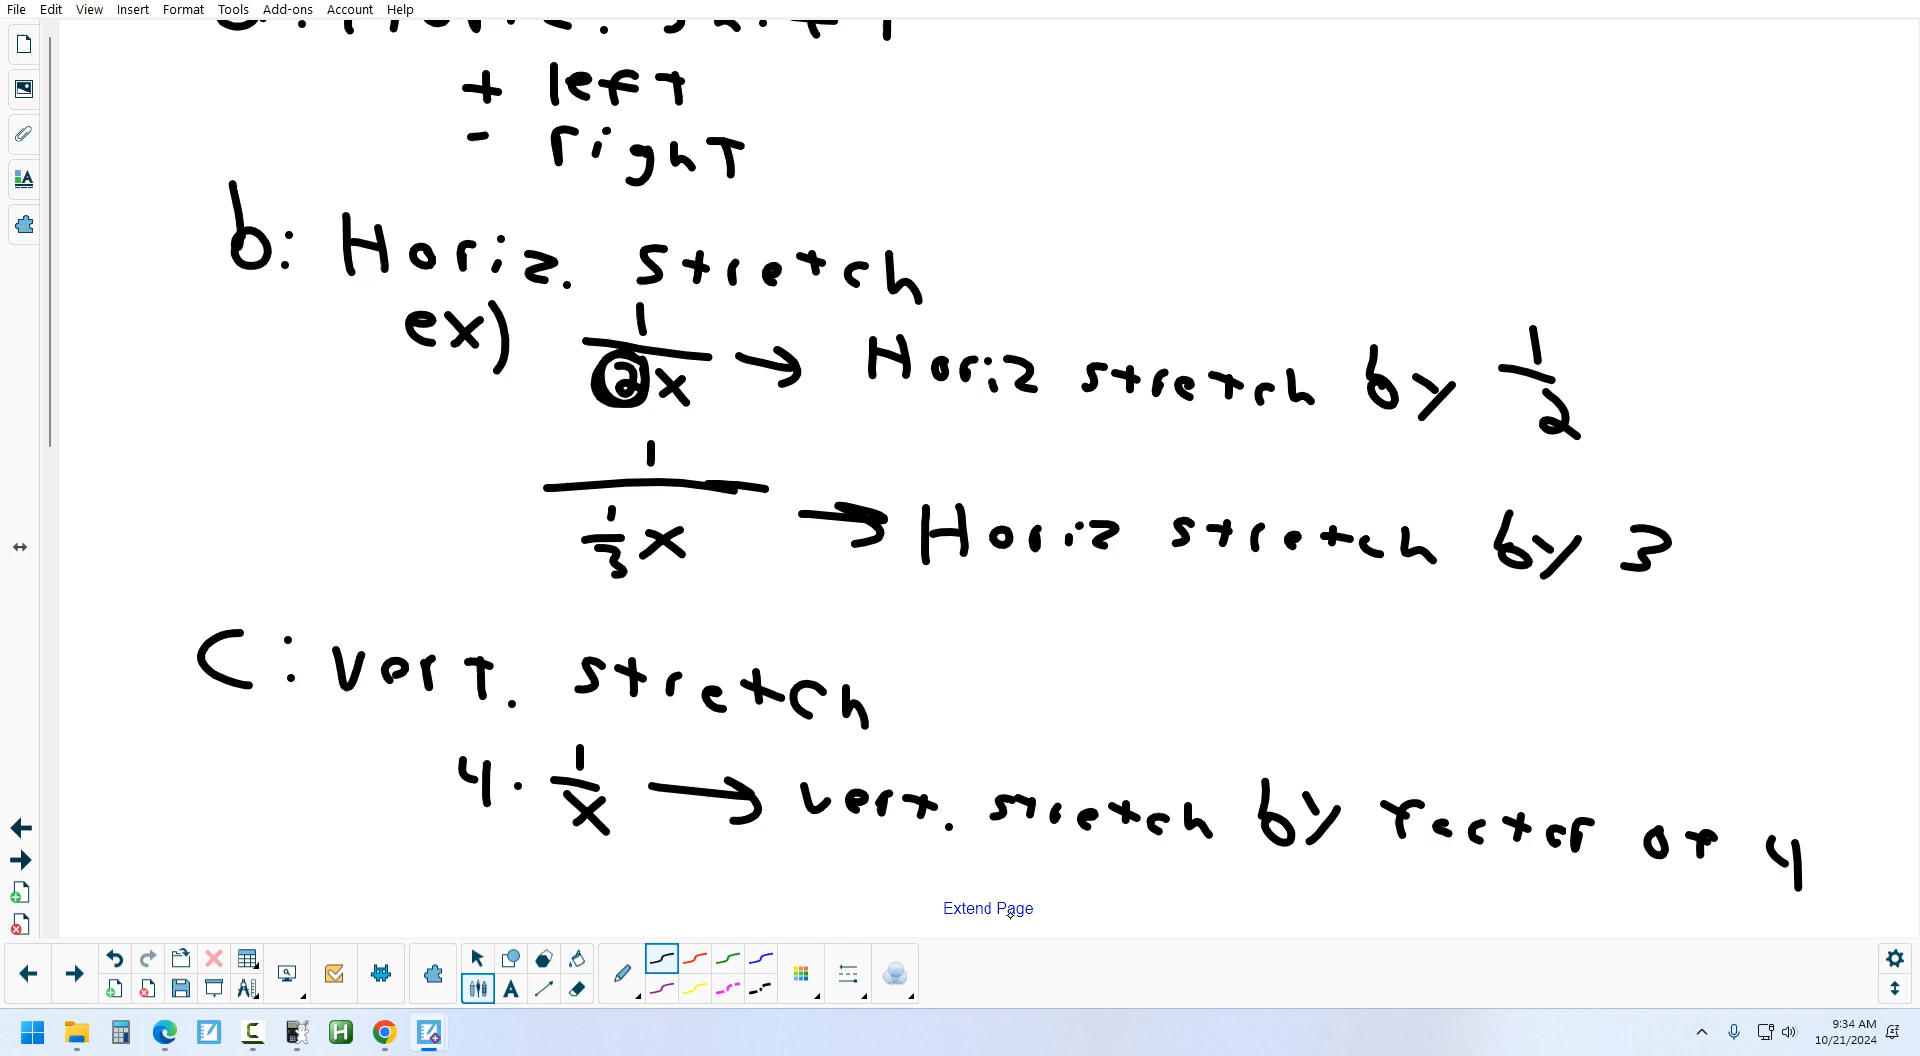 File Edit View Insert Format Tools Add-ons Account Help
+ left
- right
b: Horiz. stretch
ex) 1/2x → Horiz stretch by 1/2
1/(1/3 x) → Horiz stretch by 3
C: vert. stretch
4 · 1/x → vert. stretch by factor of 4
Extend Page
9:34 AM
10/21/2024